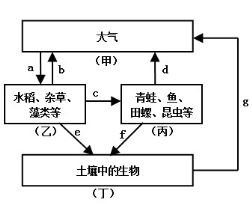 大气
(甲)
a
b
d
g
水稻、杂草、
藻类等
(乙)
c
青蛙、鱼、
田螺、昆虫等
(丙)
e
f
土壤中的生物
(丁)